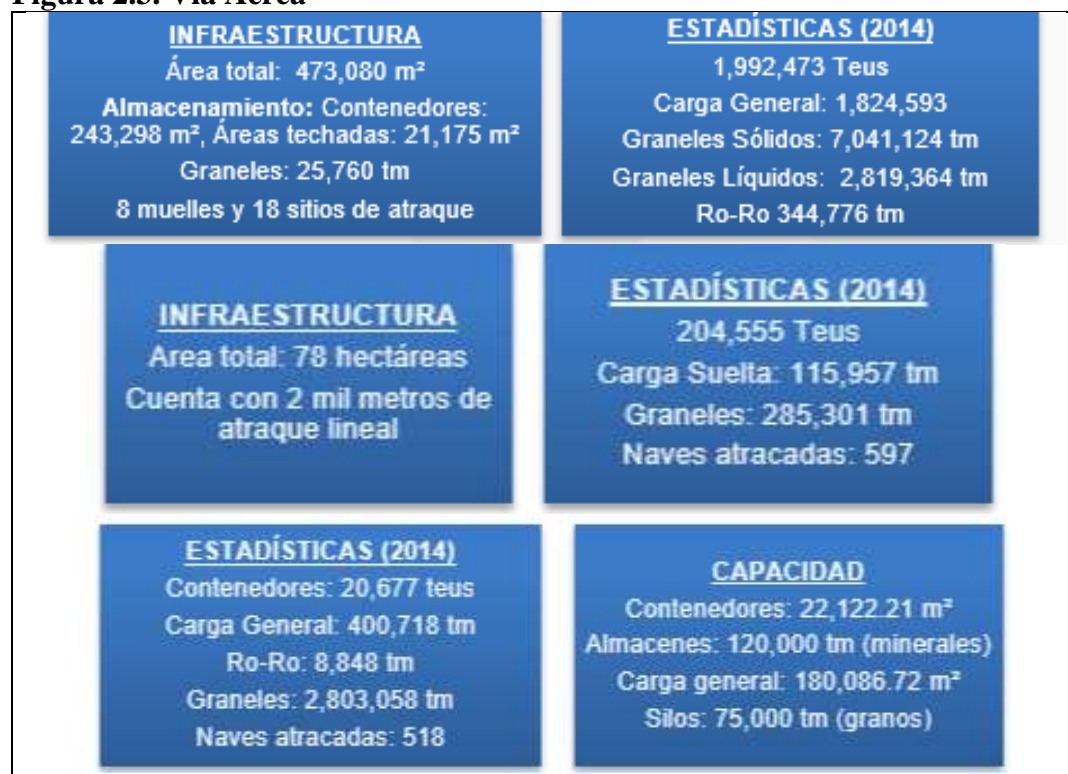 Figura 2.3. Vía Aérea
INFRAESTRUCTURA
Área total: 473,080 m²
Almacenamiento: Contenedores:
243,298 m², Áreas techadas: 21,175 m²
Graneles: 25,760 tm
8 muelles y 18 sitios de atraque
ESTADÍSTICAS (2014)
1,992,473 Teus
Carga General: 1,824,593
Graneles Sólidos: 7,041,124 tm
Graneles Líquidos: 2,819,364 tm
Ro-Ro 344,776 tm
INFRAESTRUCTURA
Area total: 78 hectáreas
Cuenta con 2 mil metros de
atraque lineal
ESTADÍSTICAS (2014)
204,555 Teus
Carga Suelta: 115,957 tm
Graneles: 285,301 tm
Naves atracadas: 597
ESTADÍSTICAS (2014)
Contenedores: 20,677 teus
Carga General: 400,718 tm
Ro-Ro: 8,848 tm
Graneles: 2,803,058 tm
Naves atracadas: 518
CAPACIDAD
Contenedores: 22,122.21 m²
Almacenes: 120,000 tm (minerales)
Carga general: 180,086.72 m²
Silos: 75,000 tm (granos)